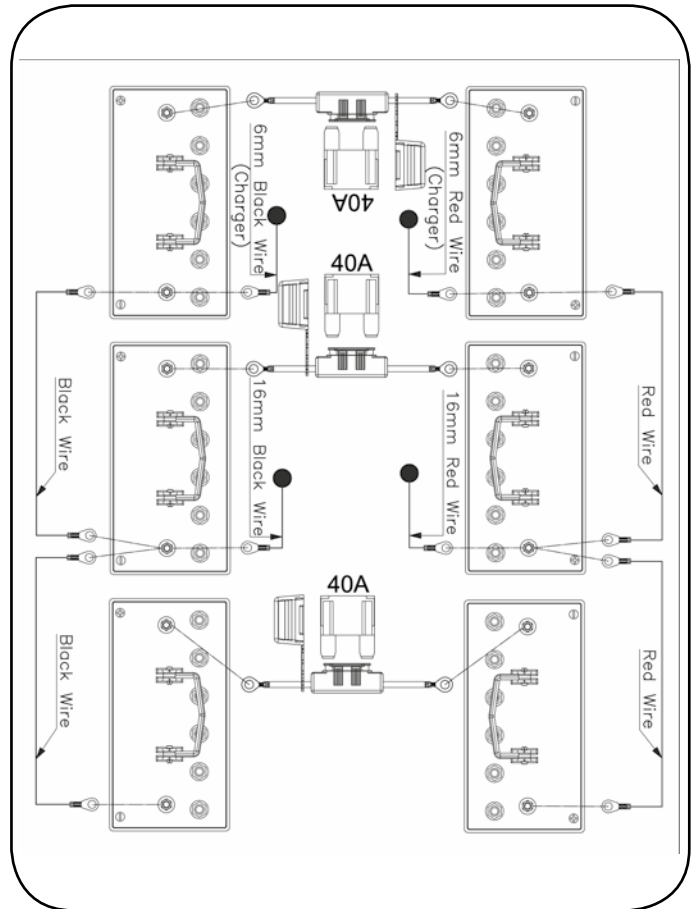 40A
6mm Black Wire
(Charger)
6mm Red Wire
(Charger)
40A
Black Wire
16mm Black Wire
16mm Red Wire
Red Wire
40A
Black Wire
Red Wire